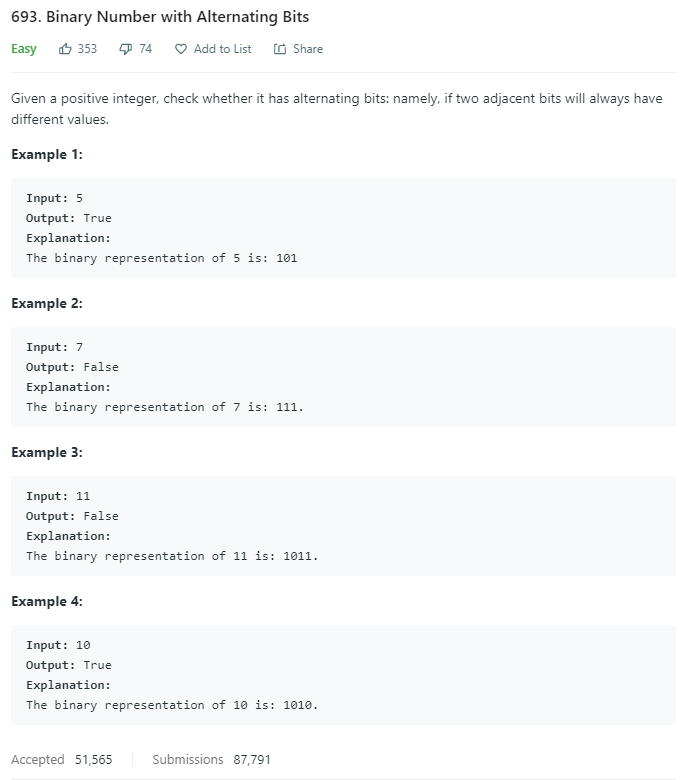 693. Binary Number with Alternating Bits
Easy 353 74 Add to List Share
Given a positive integer, check whether it has alternating bits: namely, if two adjacent bits will always have
different values.
Example 1:
Input: 5
Output: True
Explanation:
The binary representation of 5 is: 101
Example 2:
Input: 7
Output: False
Explanation:
The binary representation of 7 is: 111.
Example 3:
Input: 11
Output: False
Explanation:
The binary representation of 11 is: 1011.
Example 4:
Input: 10
Output: True
Explanation:
The binary representation of 10 is: 1010.
Accepted 51,565 Submissions 87,791